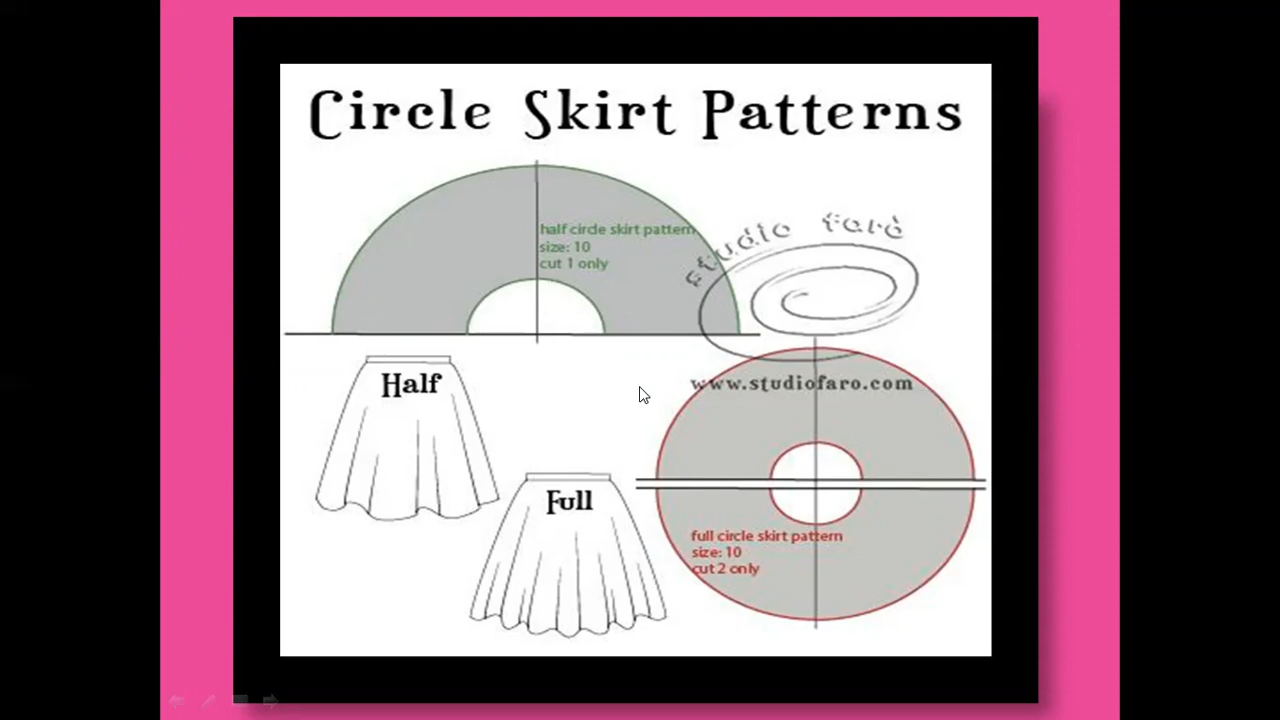 Circle Skirt Patterns
half circle skirt pattern
size: 10
cut 1 only
studio faro
www.studiofaro.com
Half
Full
full circle skirt pattern
size: 10
cut 2 only